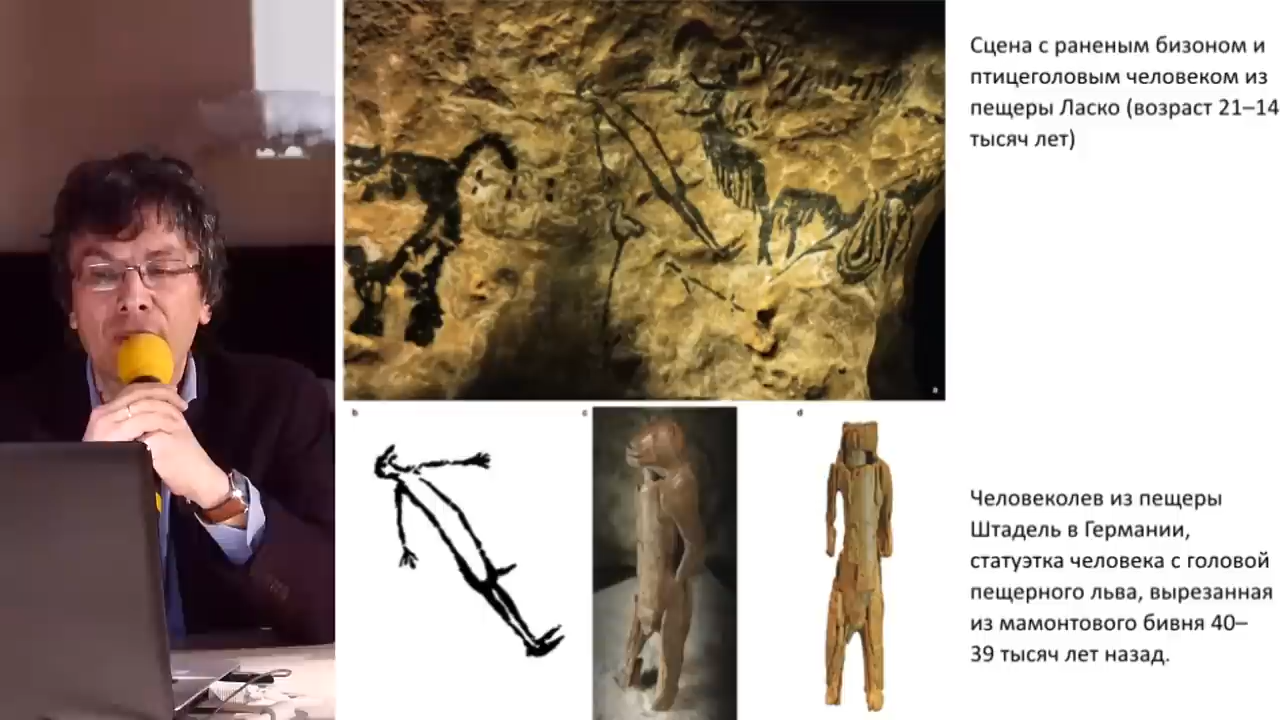 Сцена с раненым бизоном и
птицеголовым человеком из
пещеры Ласко (возраст 21–14
тысяч лет)
a
b
c
d
Человеколев из пещеры
Штадель в Германии,
статуэтка человека с головой
пещерного льва, вырезанная
из мамонтового бивня 40–
39 тысяч лет назад.